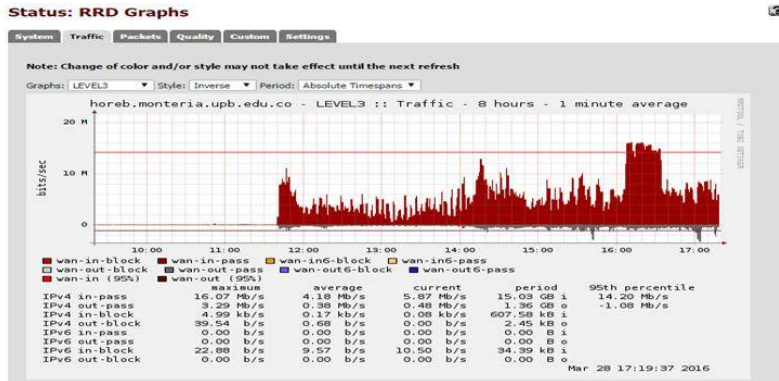 Status: RRD Graphs
System Traffic Packets Quality Custom Settings
Note: Change of color and/or style may not take effect until the next refresh
Graphs: LEVEL3 Style: Inverse Period: Absolute Timespans
horeb.monteria.upb.edu.co - LEVEL3 :: Traffic - 8 hours - 1 minute average
RRDTOOL / TOBI OETIKER
bits/sec
20 M
10 M
0
10:00 11:00 12:00 13:00 14:00 15:00 16:00 17:00
wan-in-block wan-in-pass wan-in6-block wan-in6-pass
wan-out-block wan-out-pass wan-out6-block wan-out6-pass
wan-in (95%) wan-out (95%)
maximum average current period 95th percentile
IPv4 in-pass 16.07 Mb/s 4.18 Mb/s 5.87 Mb/s 15.03 GB i 14.20 Mb/s
IPv4 out-pass 3.29 Mb/s 0.38 Mb/s 0.48 Mb/s 1.36 GB o -1.08 Mb/s
IPv4 in-block 4.99 kb/s 0.17 kb/s 0.08 kb/s 607.58 kB i
IPv4 out-block 39.54 b/s 0.68 b/s 0.00 b/s 2.45 kB o
IPv6 in-pass 0.00 b/s 0.00 b/s 0.00 b/s 0.00 B i
IPv6 out-pass 0.00 b/s 0.00 b/s 0.00 b/s 0.00 B o
IPv6 in-block 22.88 b/s 9.57 b/s 10.50 b/s 34.39 kB i
IPv6 out-block 0.00 b/s 0.00 b/s 0.00 b/s 0.00 B o
Mar 28 17:19:37 2016